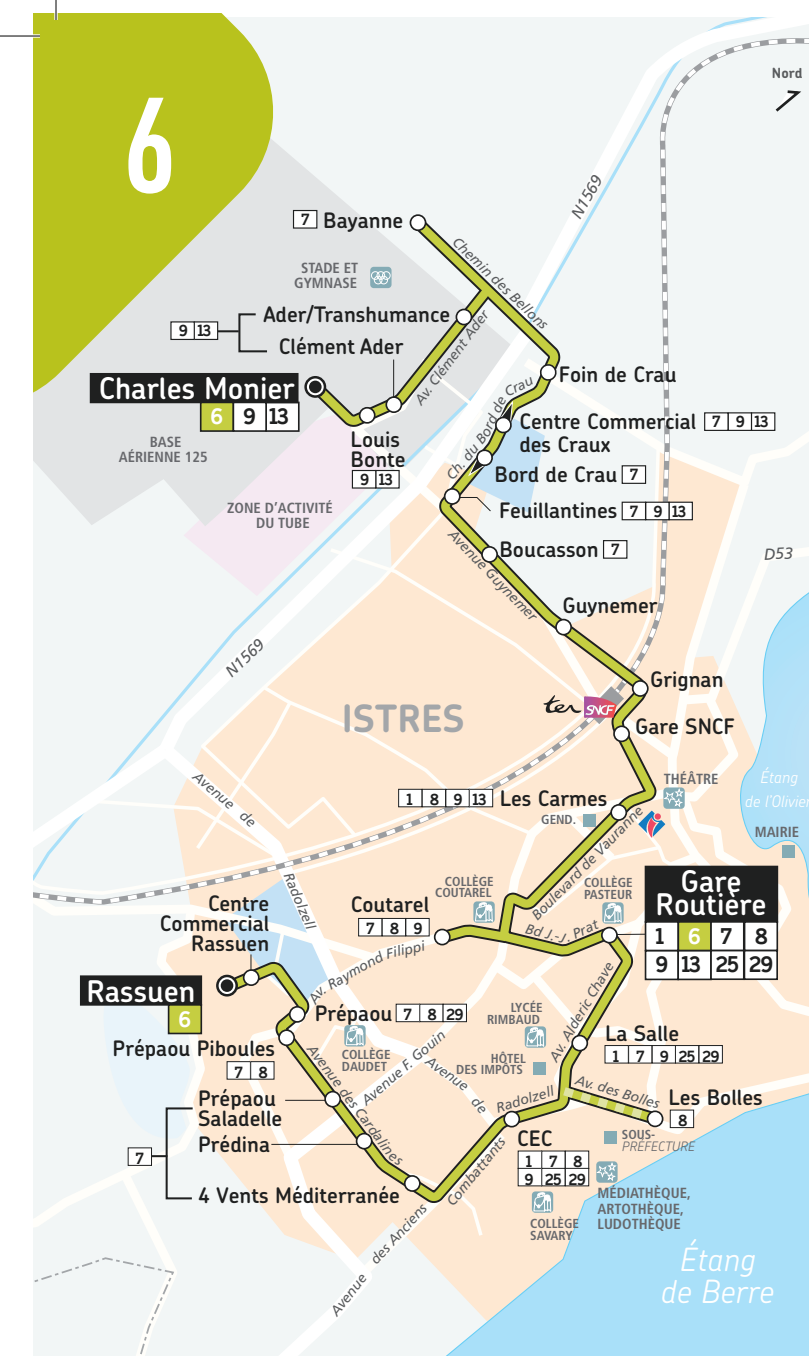 6
Nord
N1569
7 Bayanne
Chemin des Bellons
STADE ET
GYMNASE
9 13
Ader/Transhumance
Clément Ader
Av. Clément Ader
Charles Monier
6 9 13
BASE
AÉRIENNE 125
Louis
Bonte
9 13
ZONE D'ACTIVITÉ
DU TUBE
Foin de Crau
Ch. du Bord de Crau
Centre Commercial
des Craux
7 9 13
Bord de Crau 7
Feuillantines 7 9 13
Boucasson 7
Avenue Guynemer
Guynemer
D53
N1569
Grignan
ter SNCF
Gare SNCF
ISTRES
THÉÂTRE
Étang
de l'Olivier
MAIRIE
1 8 9 13 Les Carmes
GEND.
Boulevard de Vauranne
Avenue de
Radolzell
COLLÈGE
COUTAREL
COLLÈGE
PASTEUR
Gare
Routière
1 6 7 8
9 13 25 29
Coutarel
7 8 9
Bd J.-J. Prat
Av. Raymond Filippi
Centre
Commercial
Rassuen
Rassuen
6
Prépaou 7 8 29
COLLÈGE
DAUDET
Prépaou Piboules
7 8
LYCÉE
RIMBAUD
HÔTEL
DES IMPÔTS
Av. Alderic Chave
La Salle
1 7 9 25 29
Avenue F. Gouin
Avenue de
Radolzell
Av. des Bolles
Les Bolles
8
Avenue des Cardalines
Prépaou
Saladelle
Prédina
7
4 Vents Méditerranée
CEC
1 7 8
9 25 29
SOUS-
PRÉFECTURE
COLLÈGE
SAVARY
MÉDIATHÈQUE,
ARTOTHÈQUE,
LUDOTHÈQUE
Avenue des Anciens Combattants
Étang
de Berre